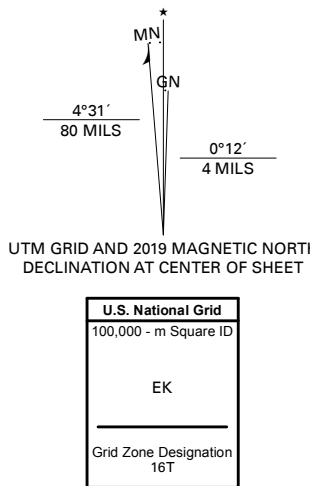 ★
MN
GN
4°31´
80 MILS
0°12´
4 MILS
UTM GRID AND 2019 MAGNETIC NORTH
DECLINATION AT CENTER OF SHEET
U.S. National Grid
100,000 - m Square ID
EK
Grid Zone Designation
16T